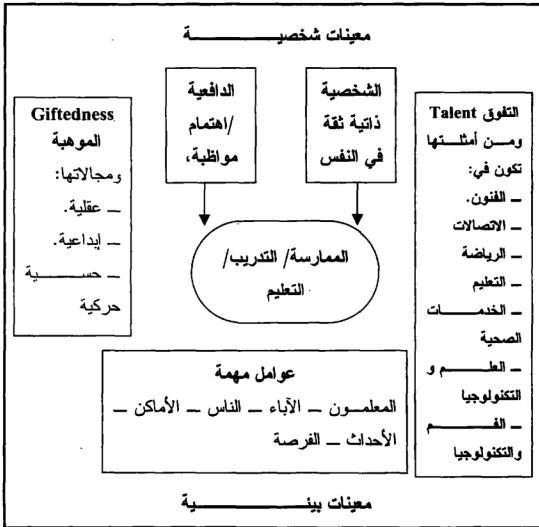 معينات شخصية
الشخصية
ذاتية ثقة
في النفس
الدافعية
/اهتمام
مواظبة،
التفوق Talent
ومن أمثلتها
تكون في:
ـ الفنون.
ـ الاتصالات
ـ الرياضة
ـ التعليم
ـ الخدمات
الصحية
ـ العلم و
التكنولوجيا
ـ الفم
والتكنولوجيا
Giftedness
الموهبة
ومجالاتها:
ـ عقلية.
ـ إبداعية.
ـ حسية
حركية
الممارسة/ التدريب/
التعليم
عوامل مهمة
المعلمون ـ الآباء ـ الناس ـ الأماكن ـ
الأحداث ـ الفرصة
معينات بيئية